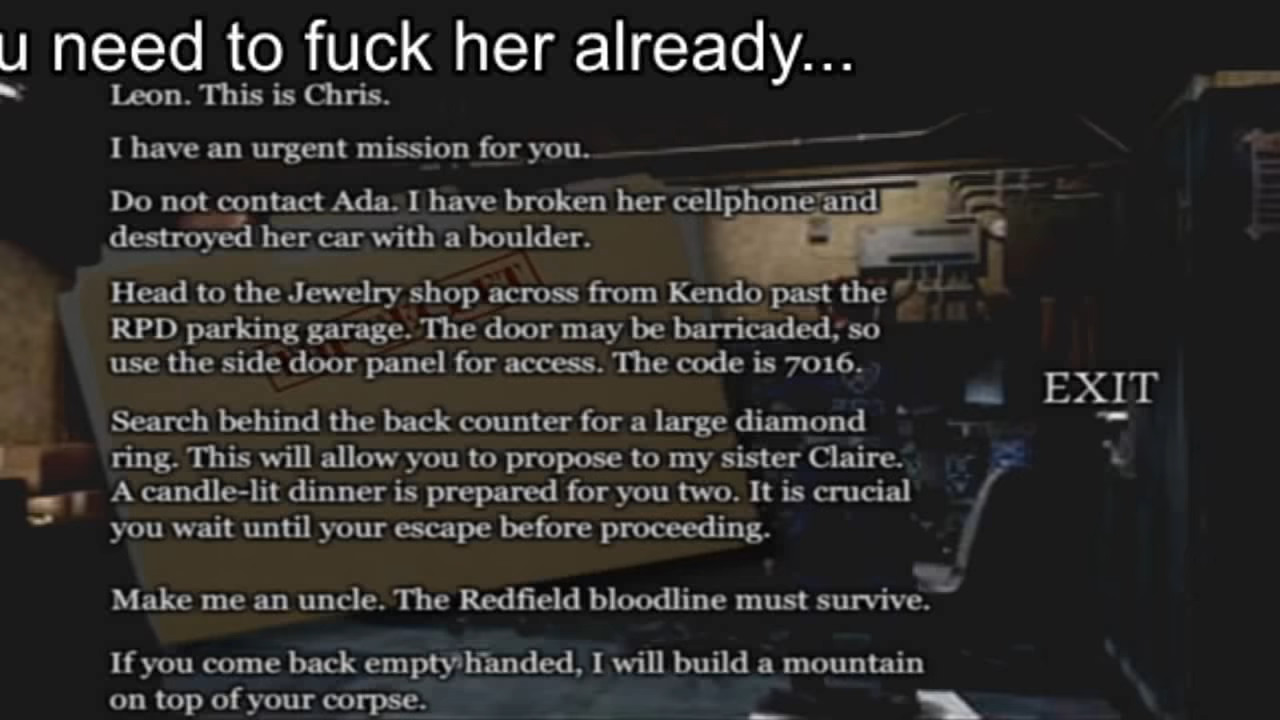 u need to fuck her already...
Leon. This is Chris.
I have an urgent mission for you.
Do not contact Ada. I have broken her cellphone and
destroyed her car with a boulder.
Head to the Jewelry shop across from Kendo past the
RPD parking garage. The door may be barricaded, so
use the side door panel for access. The code is 7016.
EXIT
Search behind the back counter for a large diamond
ring. This will allow you to propose to my sister Claire.
A candle-lit dinner is prepared for you two. It is crucial
you wait until your escape before proceeding.
Make me an uncle. The Redfield bloodline must survive.
If you come back empty handed, I will build a mountain
on top of your corpse.